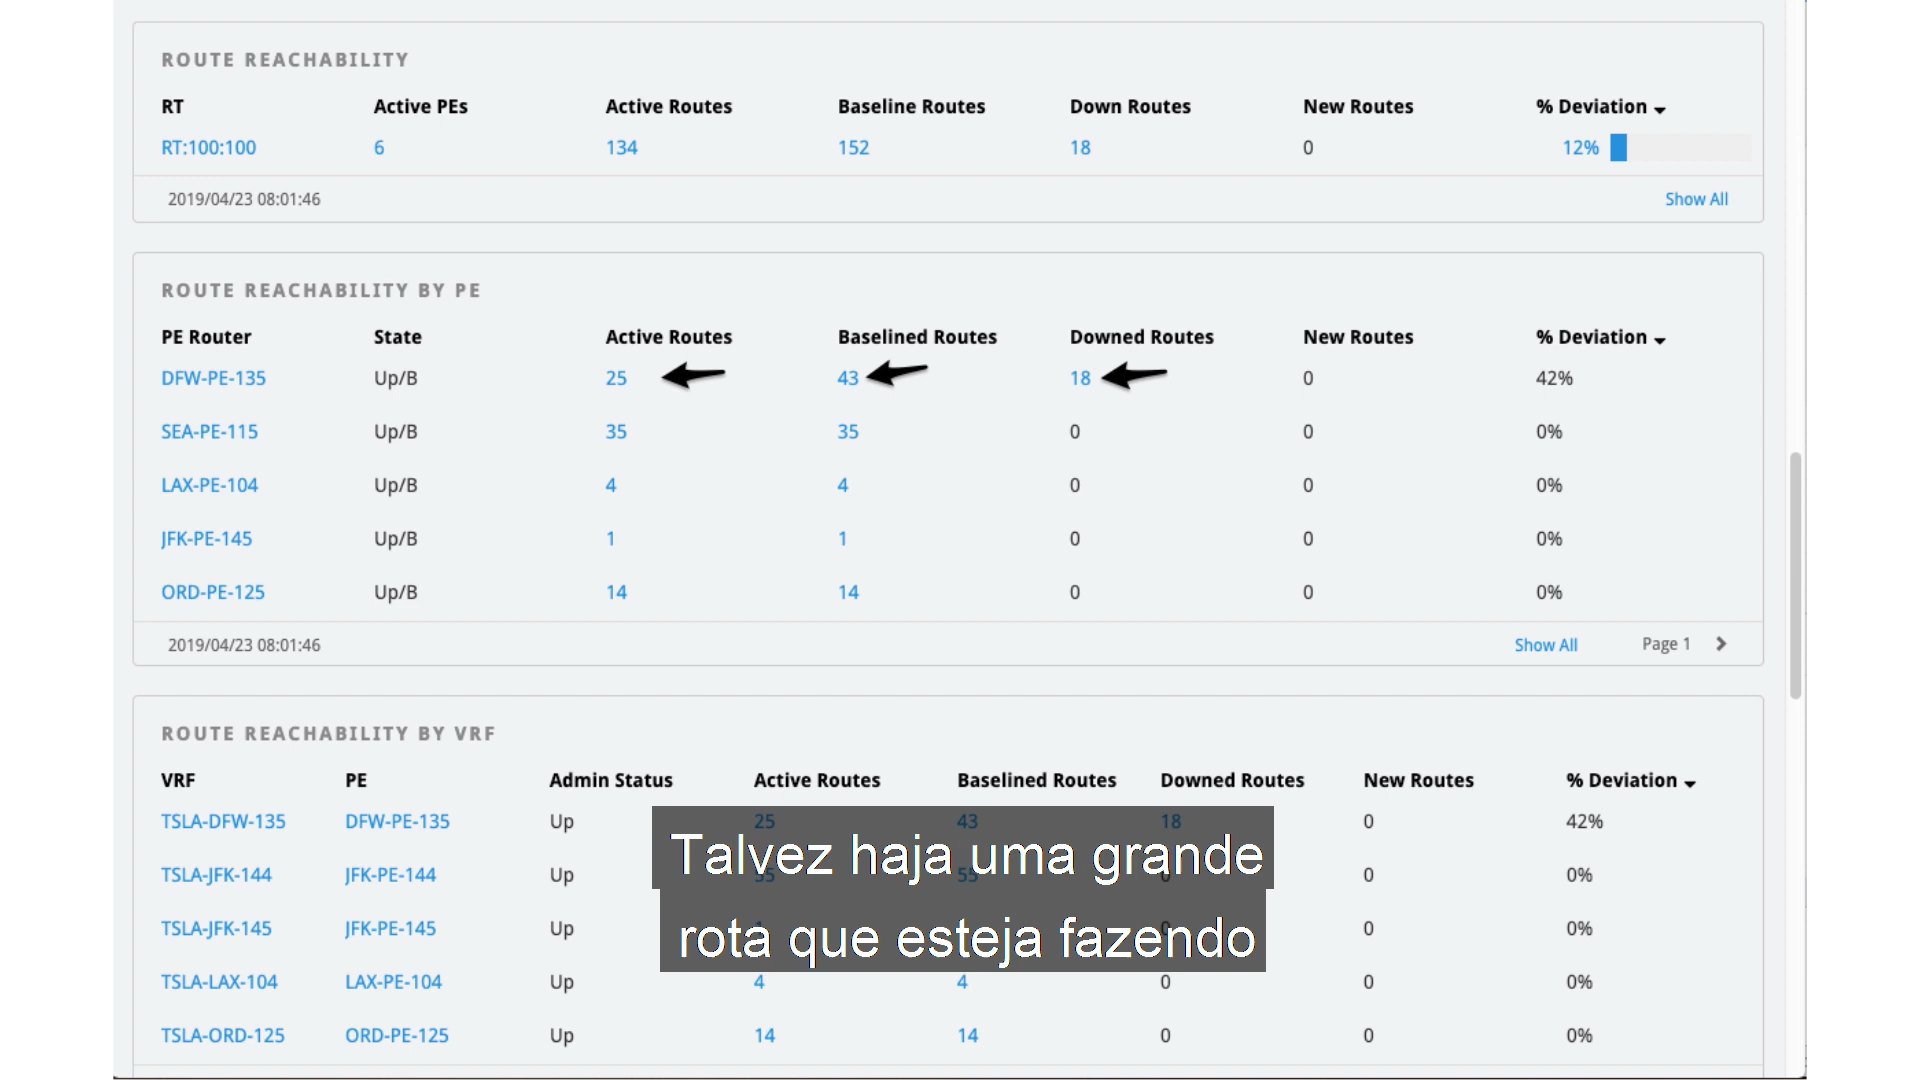 ROUTE REACHABILITY
RT Active PEs Active Routes Baseline Routes Down Routes New Routes % Deviation
RT:100:100 6 134 152 18 0 12%
2019/04/23 08:01:46 Show All
ROUTE REACHABILITY BY PE
PE Router State Active Routes Baselined Routes Downed Routes New Routes % Deviation
DFW-PE-135 Up/B 25 43 18 0 42%
SEA-PE-115 Up/B 35 35 0 0 0%
LAX-PE-104 Up/B 4 4 0 0 0%
JFK-PE-145 Up/B 1 1 0 0 0%
ORD-PE-125 Up/B 14 14 0 0 0%
2019/04/23 08:01:46 Show All Page 1
ROUTE REACHABILITY BY VRF
VRF PE Admin Status Active Routes Baselined Routes Downed Routes New Routes % Deviation
TSLA-DFW-135 DFW-PE-135 Up 25 43 18 0 42%
TSLA-JFK-144 JFK-PE-144 Up 55 55 0 0 0%
TSLA-JFK-145 JFK-PE-145 Up 0 0%
TSLA-LAX-104 LAX-PE-104 Up 4 4 0 0 0%
TSLA-ORD-125 ORD-PE-125 Up 14 14 0 0 0%
Talvez haja uma grande
rota que esteja fazendo